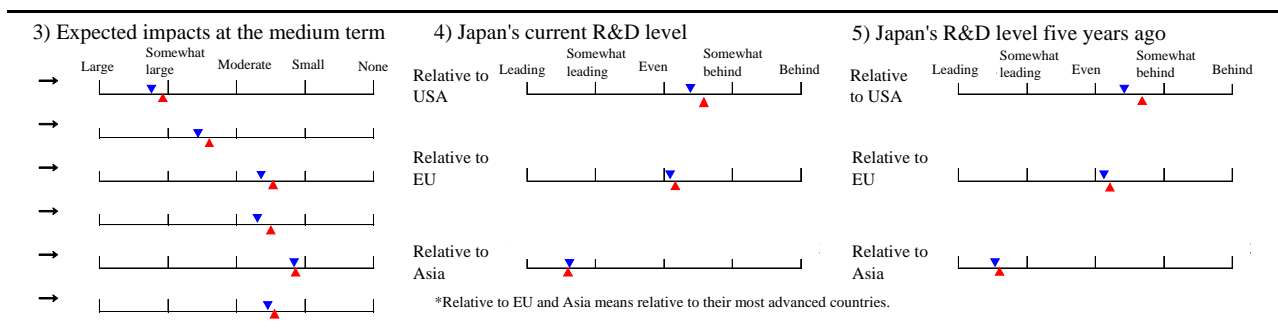 3) Expected impacts at the medium term
Large
Somewhat
large
Moderate
Small
None
4) Japan's current R&D level
Leading
Somewhat
leading
Even
Somewhat
behind
Behind
Relative to
USA
Relative to
EU
Relative to
Asia
5) Japan's R&D level five years ago
Leading
Somewhat
leading
Even
Somewhat
behind
Behind
Relative
to USA
Relative to
EU
Relative to
Asia
*Relative to EU and Asia means relative to their most advanced countries.